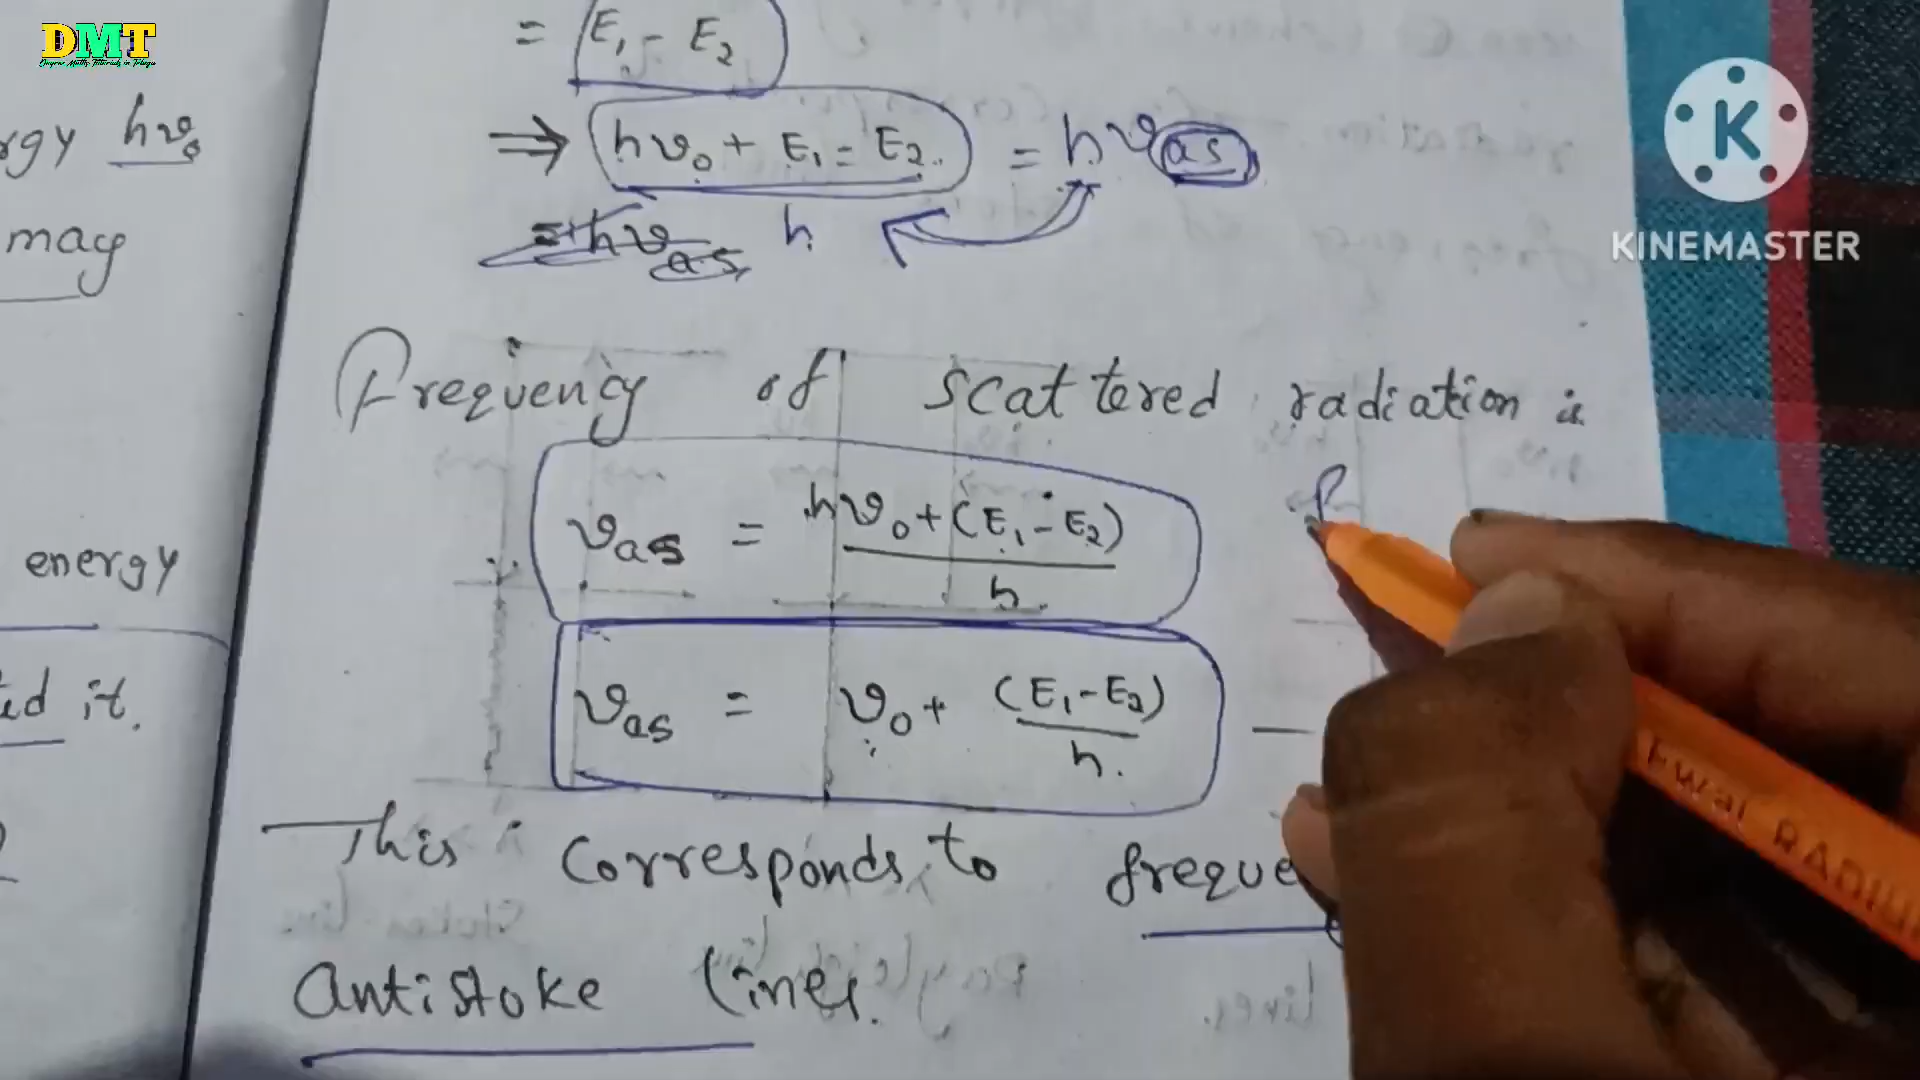 DMT
KINEMASTER
rgy hν₀
may
energy
ed it.
= E₁ - E₂
⇒ hν₀ + E₁ - E₂ = hνas
= hνas h
Frequency of scattered radiation is
νas = hν₀ + (E₁ - E₂) / h.
νas = ν₀ + (E₁ - E₂) / h.
This corresponds to freque
antistoke lines.